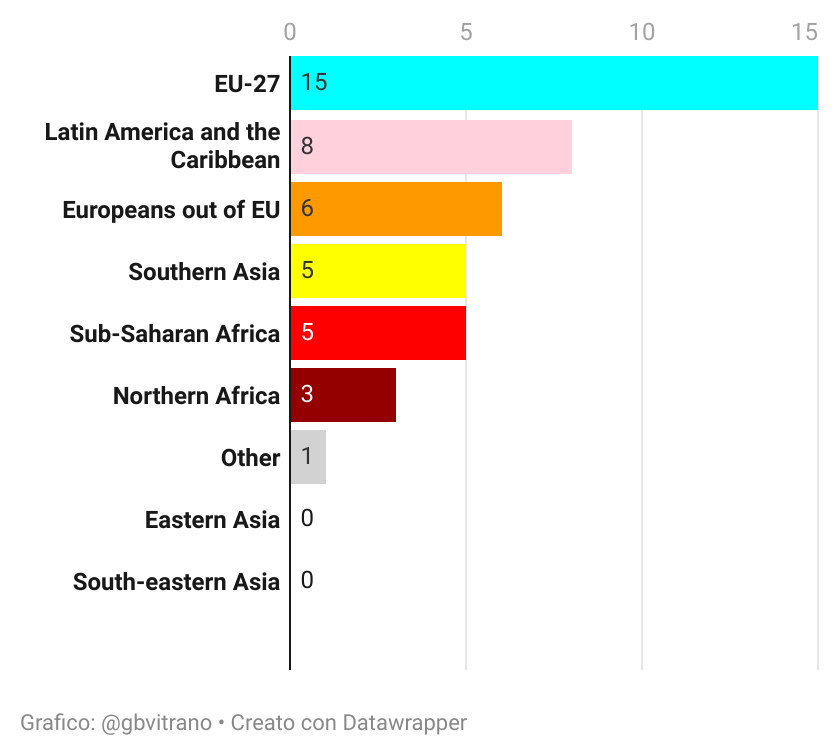 0 5 10 15
EU-27 15
Latin America and the
Caribbean 8
Europeans out of EU 6
Southern Asia 5
Sub-Saharan Africa 5
Northern Africa 3
Other 1
Eastern Asia 0
South-eastern Asia 0
Grafico: @gbvitrano • Creato con Datawrapper